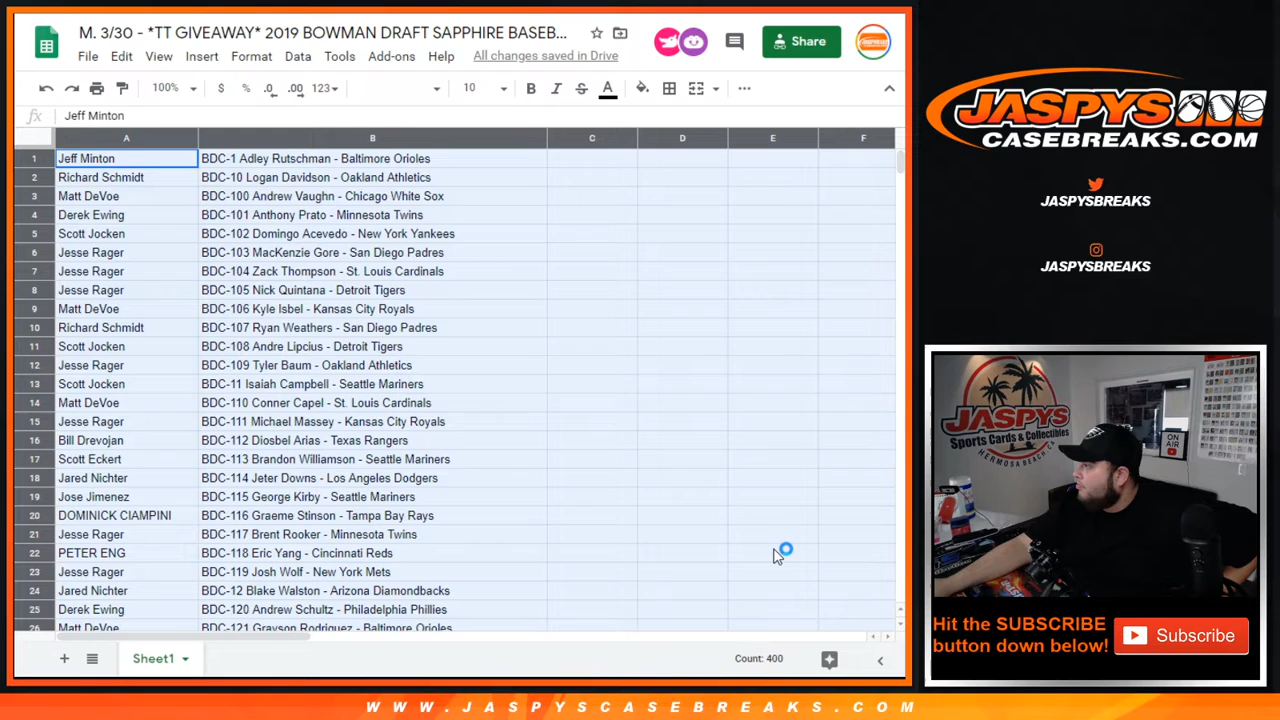 M. 3/30 - *TT GIVEAWAY* 2019 BOWMAN DRAFT SAPPHIRE BASEB...
File Edit View Insert Format Data Tools Add-ons Help All changes saved in Drive
Share
100% $ % .0 .00 123 10 B I S A
fx Jeff Minton
A B C D E F
1 Jeff Minton BDC-1 Adley Rutschman - Baltimore Orioles
2 Richard Schmidt BDC-10 Logan Davidson - Oakland Athletics
3 Matt DeVoe BDC-100 Andrew Vaughn - Chicago White Sox
4 Derek Ewing BDC-101 Anthony Prato - Minnesota Twins
5 Scott Jocken BDC-102 Domingo Acevedo - New York Yankees
6 Jesse Rager BDC-103 MacKenzie Gore - San Diego Padres
7 Jesse Rager BDC-104 Zack Thompson - St. Louis Cardinals
8 Jesse Rager BDC-105 Nick Quintana - Detroit Tigers
9 Matt DeVoe BDC-106 Kyle Isbel - Kansas City Royals
10 Richard Schmidt BDC-107 Ryan Weathers - San Diego Padres
11 Scott Jocken BDC-108 Andre Lipcius - Detroit Tigers
12 Jesse Rager BDC-109 Tyler Baum - Oakland Athletics
13 Scott Jocken BDC-11 Isaiah Campbell - Seattle Mariners
14 Matt DeVoe BDC-110 Conner Capel - St. Louis Cardinals
15 Jesse Rager BDC-111 Michael Massey - Kansas City Royals
16 Bill Drevojan BDC-112 Diosbel Arias - Texas Rangers
17 Scott Eckert BDC-113 Brandon Williamson - Seattle Mariners
18 Jared Nichter BDC-114 Jeter Downs - Los Angeles Dodgers
19 Jose Jimenez BDC-115 George Kirby - Seattle Mariners
20 DOMINICK CIAMPINI BDC-116 Graeme Stinson - Tampa Bay Rays
21 Jesse Rager BDC-117 Brent Rooker - Minnesota Twins
22 PETER ENG BDC-118 Eric Yang - Cincinnati Reds
23 Jesse Rager BDC-119 Josh Wolf - New York Mets
24 Jared Nichter BDC-12 Blake Walston - Arizona Diamondbacks
25 Derek Ewing BDC-120 Andrew Schultz - Philadelphia Phillies
26 Matt DeVoe BDC-121 Grayson Rodriguez - Baltimore Orioles
Sheet1
Count: 400
JASPYS
CASEBREAKS.COM
JASPYSBREAKS
JASPYSBREAKS
JASPYS
Sports Cards & Collectibles
HERMOSA BEACH, CA
ON AIR
Hit the SUBSCRIBE
button down below!
Subscribe
WWW.JASPYSCASEBREAKS.COM